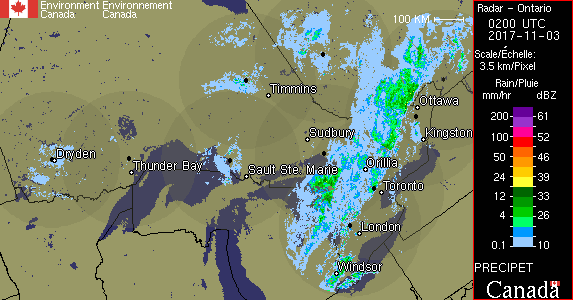 Environment Environnement
Canada Canada
100 KM
Timmins
Ottawa
Sudbury
Kingston
Dryden
Thunder Bay
Sault Ste. Marie
Orillia
Toronto
London
Windsor
Radar - Ontario
0200 UTC
2017-11-03
Scale/Échelle:
3.5 km/Pixel
Rain/Pluie
mm/hr dBZ
200 61
100 52
50 46
24 39
12 33
4 26
0.1 10
PRECIPET
Canada